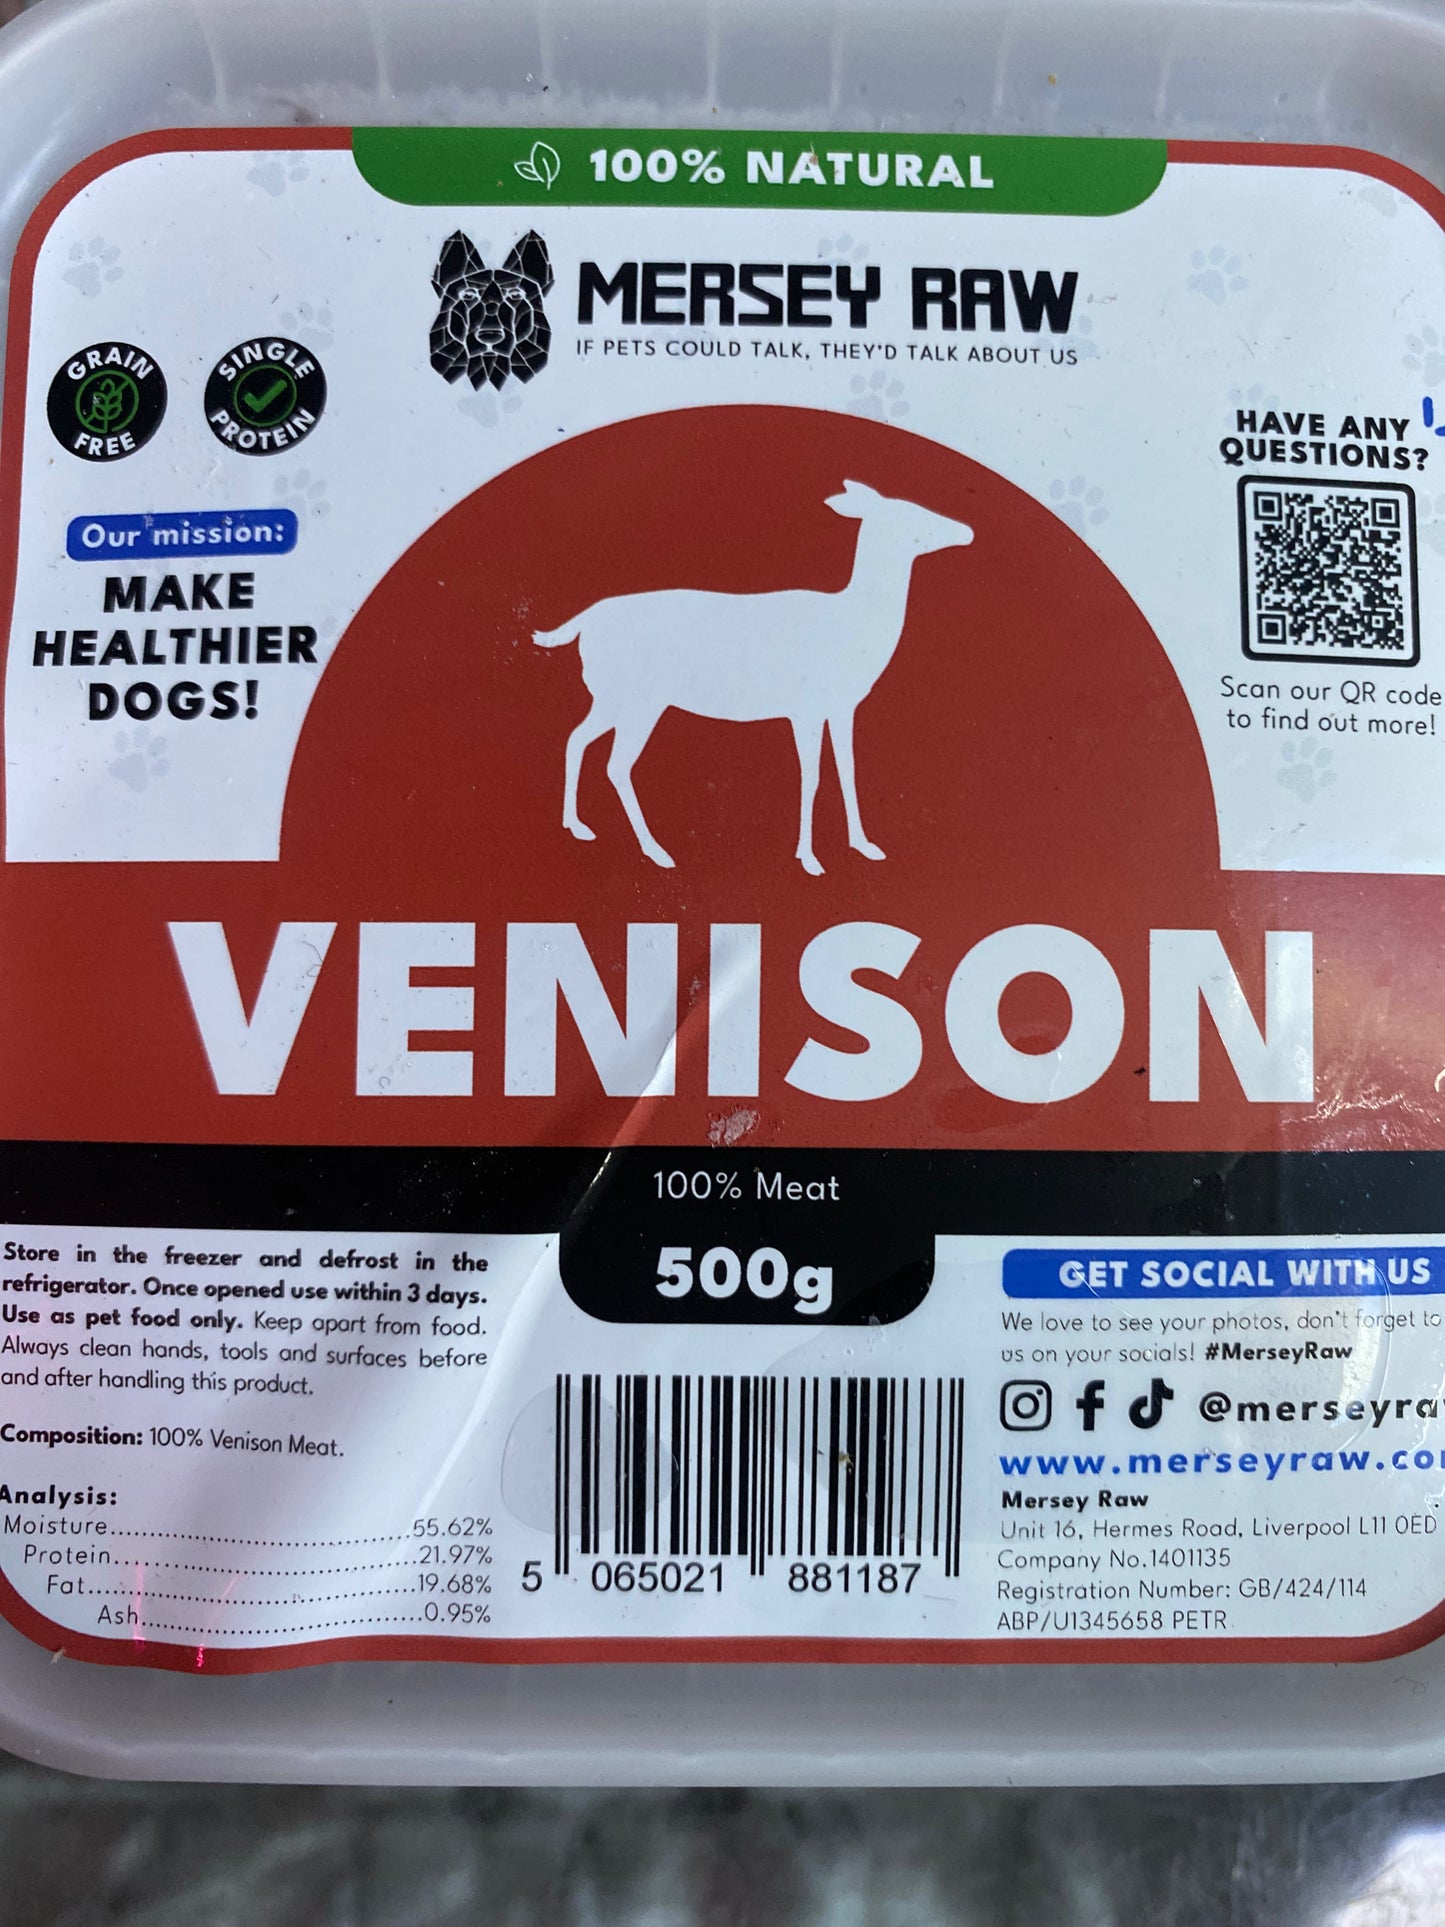 100% NATURAL
MERSEY RAW
IF PETS COULD TALK, THEY'D TALK ABOUT US
GRAIN
FREE
SINGLE
PROTEIN
Our mission:
MAKE
HEALTHIER
DOGS!
HAVE ANY
QUESTIONS?
Scan our QR code
to find out more!
VENISON
100% Meat
500g
Store in the freezer and defrost in the
refrigerator. Once opened use within 3 days.
Use as pet food only. Keep apart from food.
Always clean hands, tools and surfaces before
and after handling this product.
Composition: 100% Venison Meat.
Analysis:
Moisture 55.62%
Protein 21.97%
Fat 19.68%
Ash 0.95%
5 065021 881187
GET SOCIAL WITH US
We love to see your photos, don't forget to
us on your socials! #MerseyRaw
@merseyra
www.merseyraw.co
Mersey Raw
Unit 16, Hermes Road, Liverpool L11 0ED
Company No.1401135
Registration Number: GB/424/114
ABP/U1345658 PETR